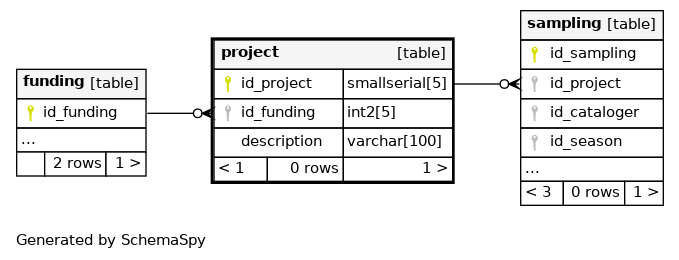 funding [table]
id_funding
...
2 rows 1 >
project [table]
id_project smallserial[5]
id_funding int2[5]
description varchar[100]
< 1 0 rows 1 >
sampling [table]
id_sampling
id_project
id_cataloger
id_season
...
< 3 0 rows 1 >
Generated by SchemaSpy